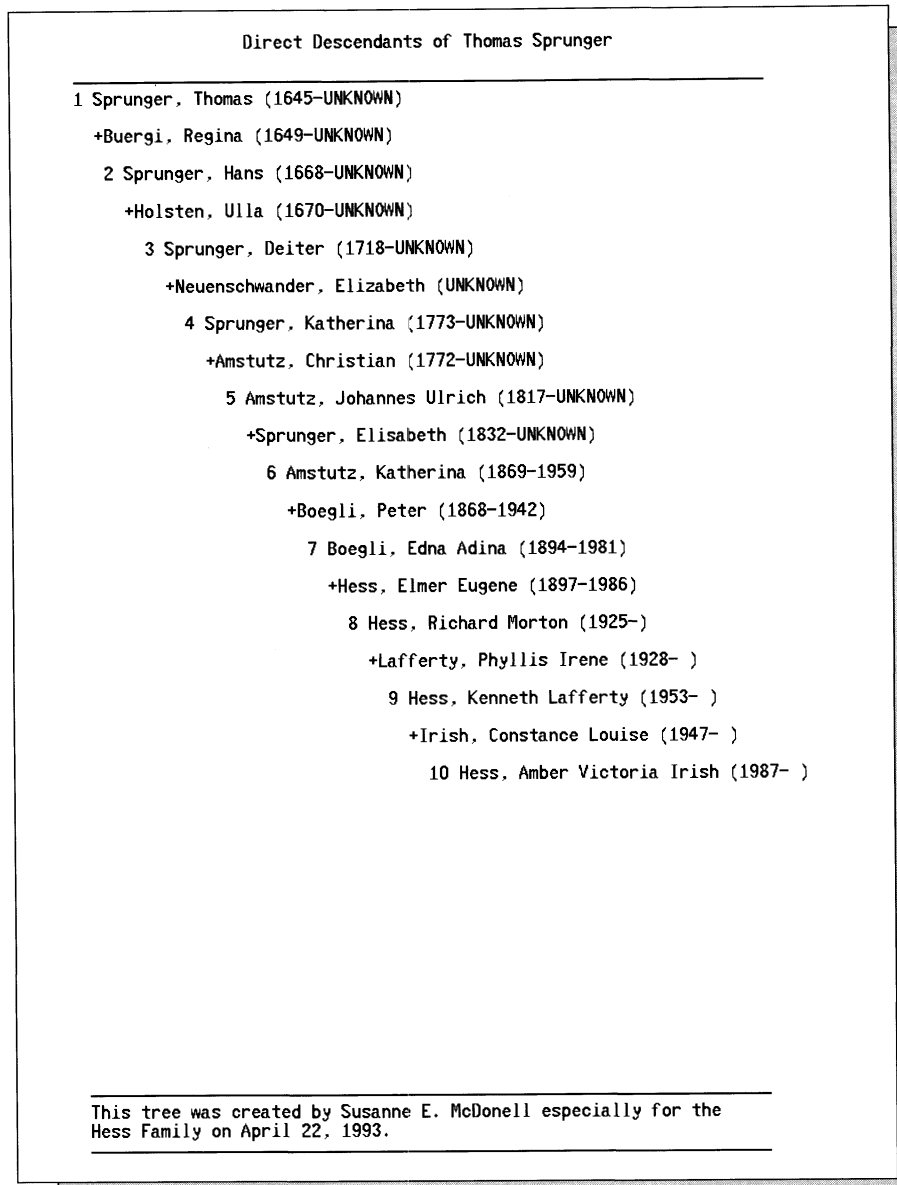 Direct Descendants of Thomas Sprunger
1 Sprunger, Thomas (1645-UNKNOWN)
+Buergi, Regina (1649-UNKNOWN)
2 Sprunger, Hans (1668-UNKNOWN)
+Holsten, Ulla (1670-UNKNOWN)
3 Sprunger, Deiter (1718-UNKNOWN)
+Neuenschwander, Elizabeth (UNKNOWN)
4 Sprunger, Katherina (1773-UNKNOWN)
+Amstutz, Christian (1772-UNKNOWN)
5 Amstutz, Johannes Ulrich (1817-UNKNOWN)
+Sprunger, Elisabeth (1832-UNKNOWN)
6 Amstutz, Katherina (1869-1959)
+Boegli, Peter (1868-1942)
7 Boegli, Edna Adina (1894-1981)
+Hess, Elmer Eugene (1897-1986)
8 Hess, Richard Morton (1925-)
+Lafferty, Phyllis Irene (1928- )
9 Hess, Kenneth Lafferty (1953- )
+Irish, Constance Louise (1947- )
10 Hess, Amber Victoria Irish (1987- )
This tree was created by Susanne E. McDonell especially for the
Hess Family on April 22, 1993.